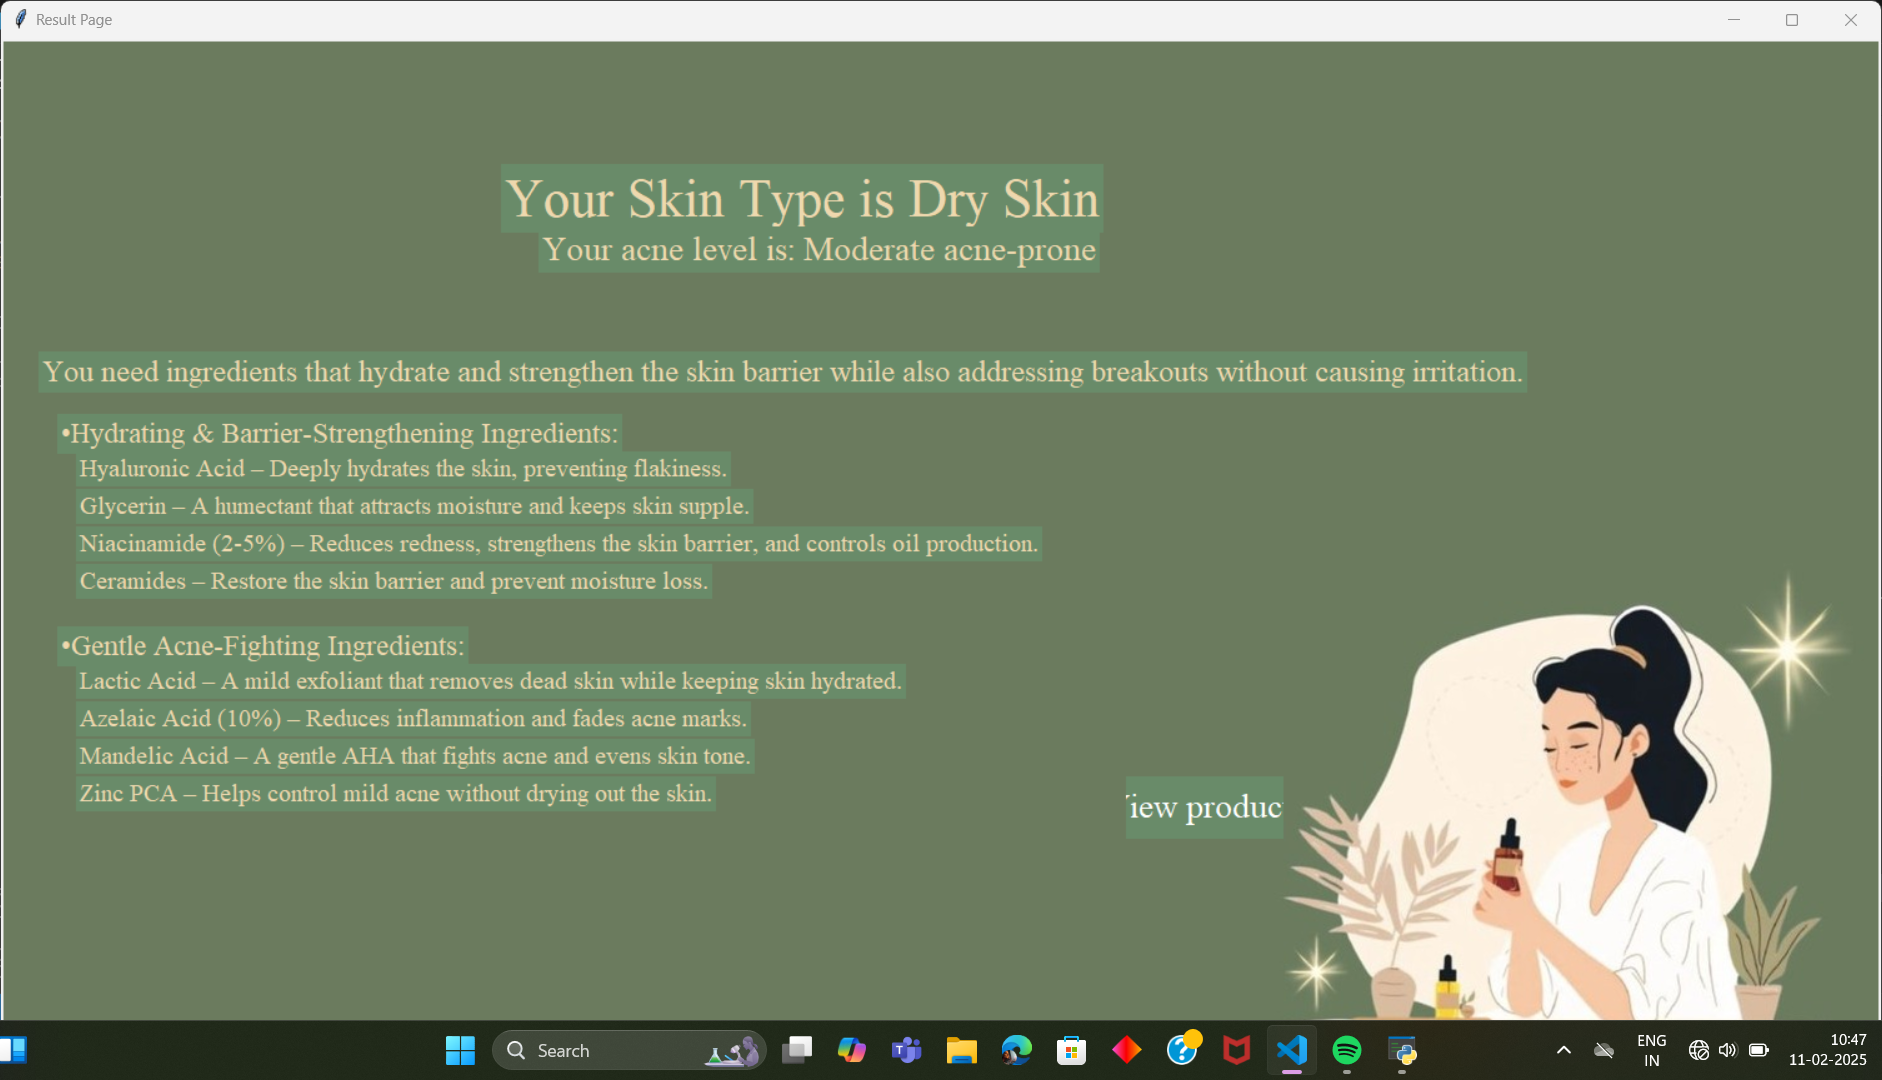 Result Page
Your Skin Type is Dry Skin
Your acne level is: Moderate acne-prone
You need ingredients that hydrate and strengthen the skin barrier while also addressing breakouts without causing irritation.
•Hydrating & Barrier-Strengthening Ingredients:
Hyaluronic Acid – Deeply hydrates the skin, preventing flakiness.
Glycerin – A humectant that attracts moisture and keeps skin supple.
Niacinamide (2-5%) – Reduces redness, strengthens the skin barrier, and controls oil production.
Ceramides – Restore the skin barrier and prevent moisture loss.
•Gentle Acne-Fighting Ingredients:
Lactic Acid – A mild exfoliant that removes dead skin while keeping skin hydrated.
Azelaic Acid (10%) – Reduces inflammation and fades acne marks.
Mandelic Acid – A gentle AHA that fights acne and evens skin tone.
Zinc PCA – Helps control mild acne without drying out the skin.
iew produc
Search
ENG
IN
10:47
11-02-2025